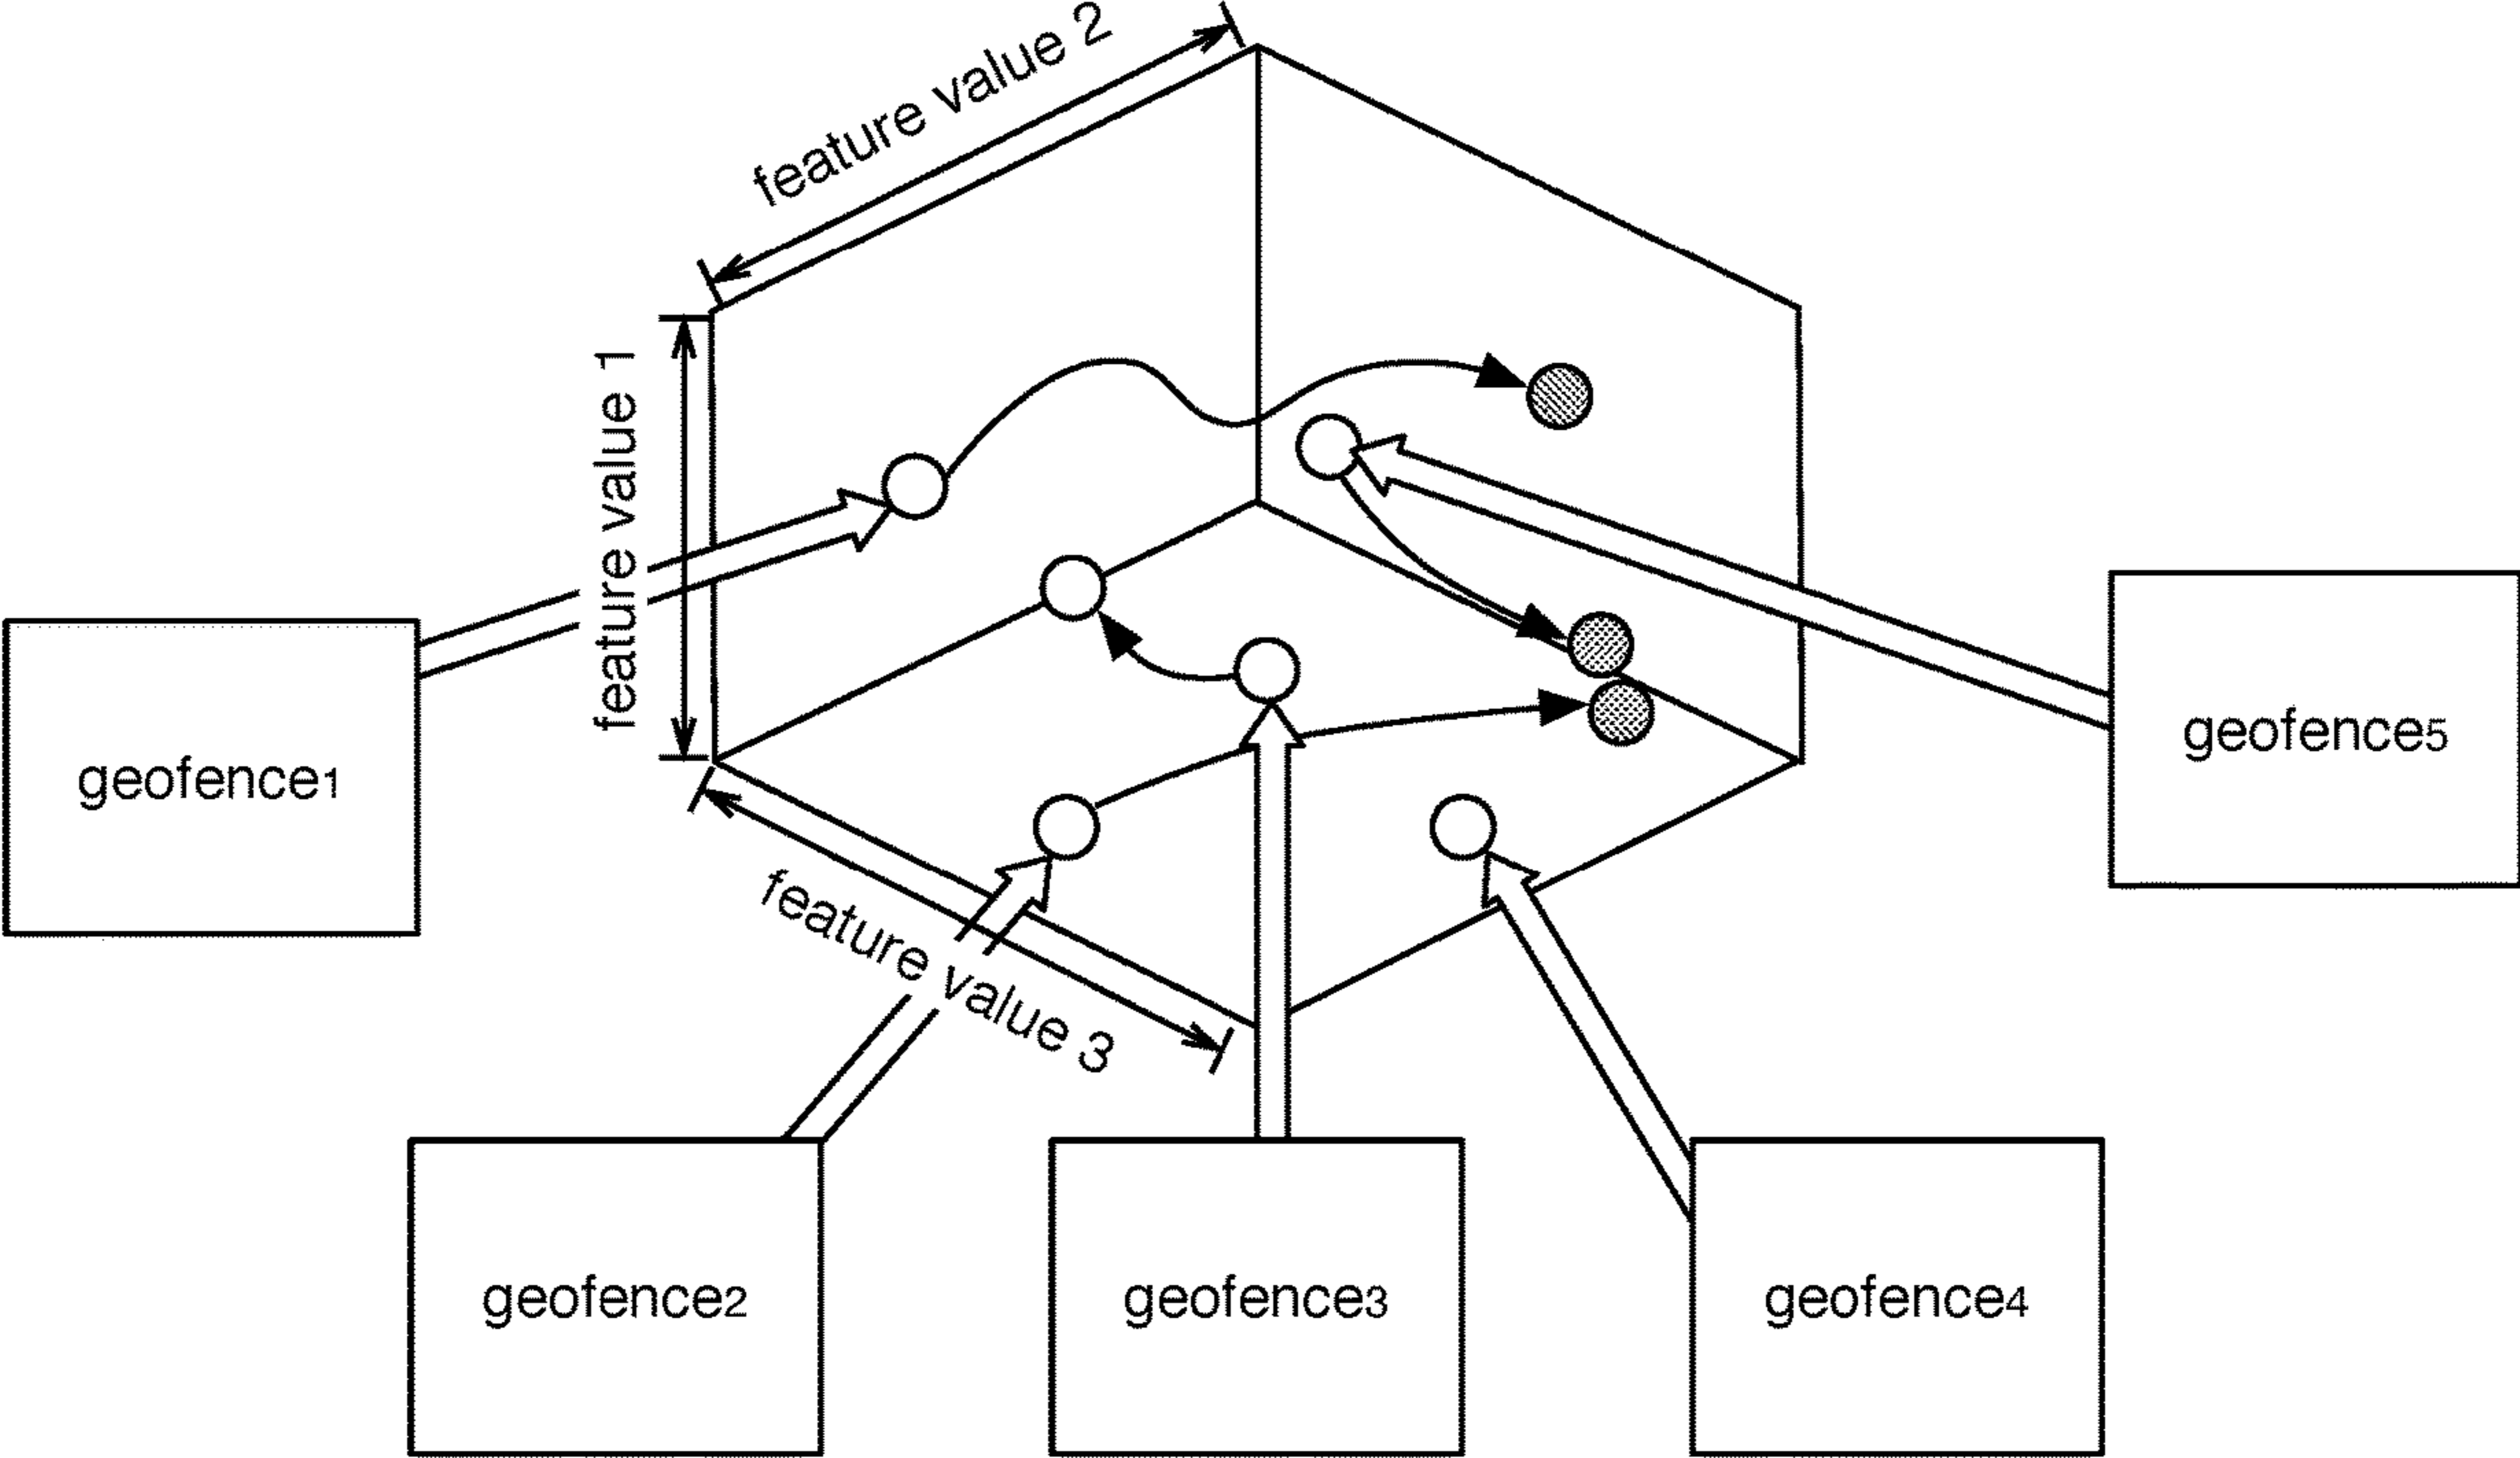 feature value 2
feature value 1
geofence1
geofence5
feature value 3
geofence2
geofence3
geofence4